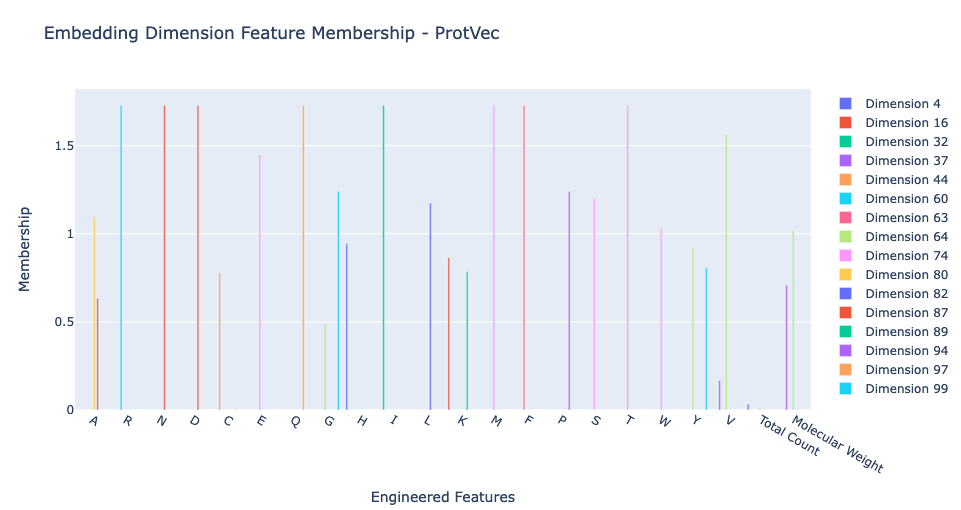 Embedding Dimension Feature Membership - ProtVec
Membership
1.5
1
0.5
0
A R N D C E Q G H I L K M F P S T W Y V Total Count Molecular Weight
Engineered Features
Dimension 4
Dimension 16
Dimension 32
Dimension 37
Dimension 44
Dimension 60
Dimension 63
Dimension 64
Dimension 74
Dimension 80
Dimension 82
Dimension 87
Dimension 89
Dimension 94
Dimension 97
Dimension 99